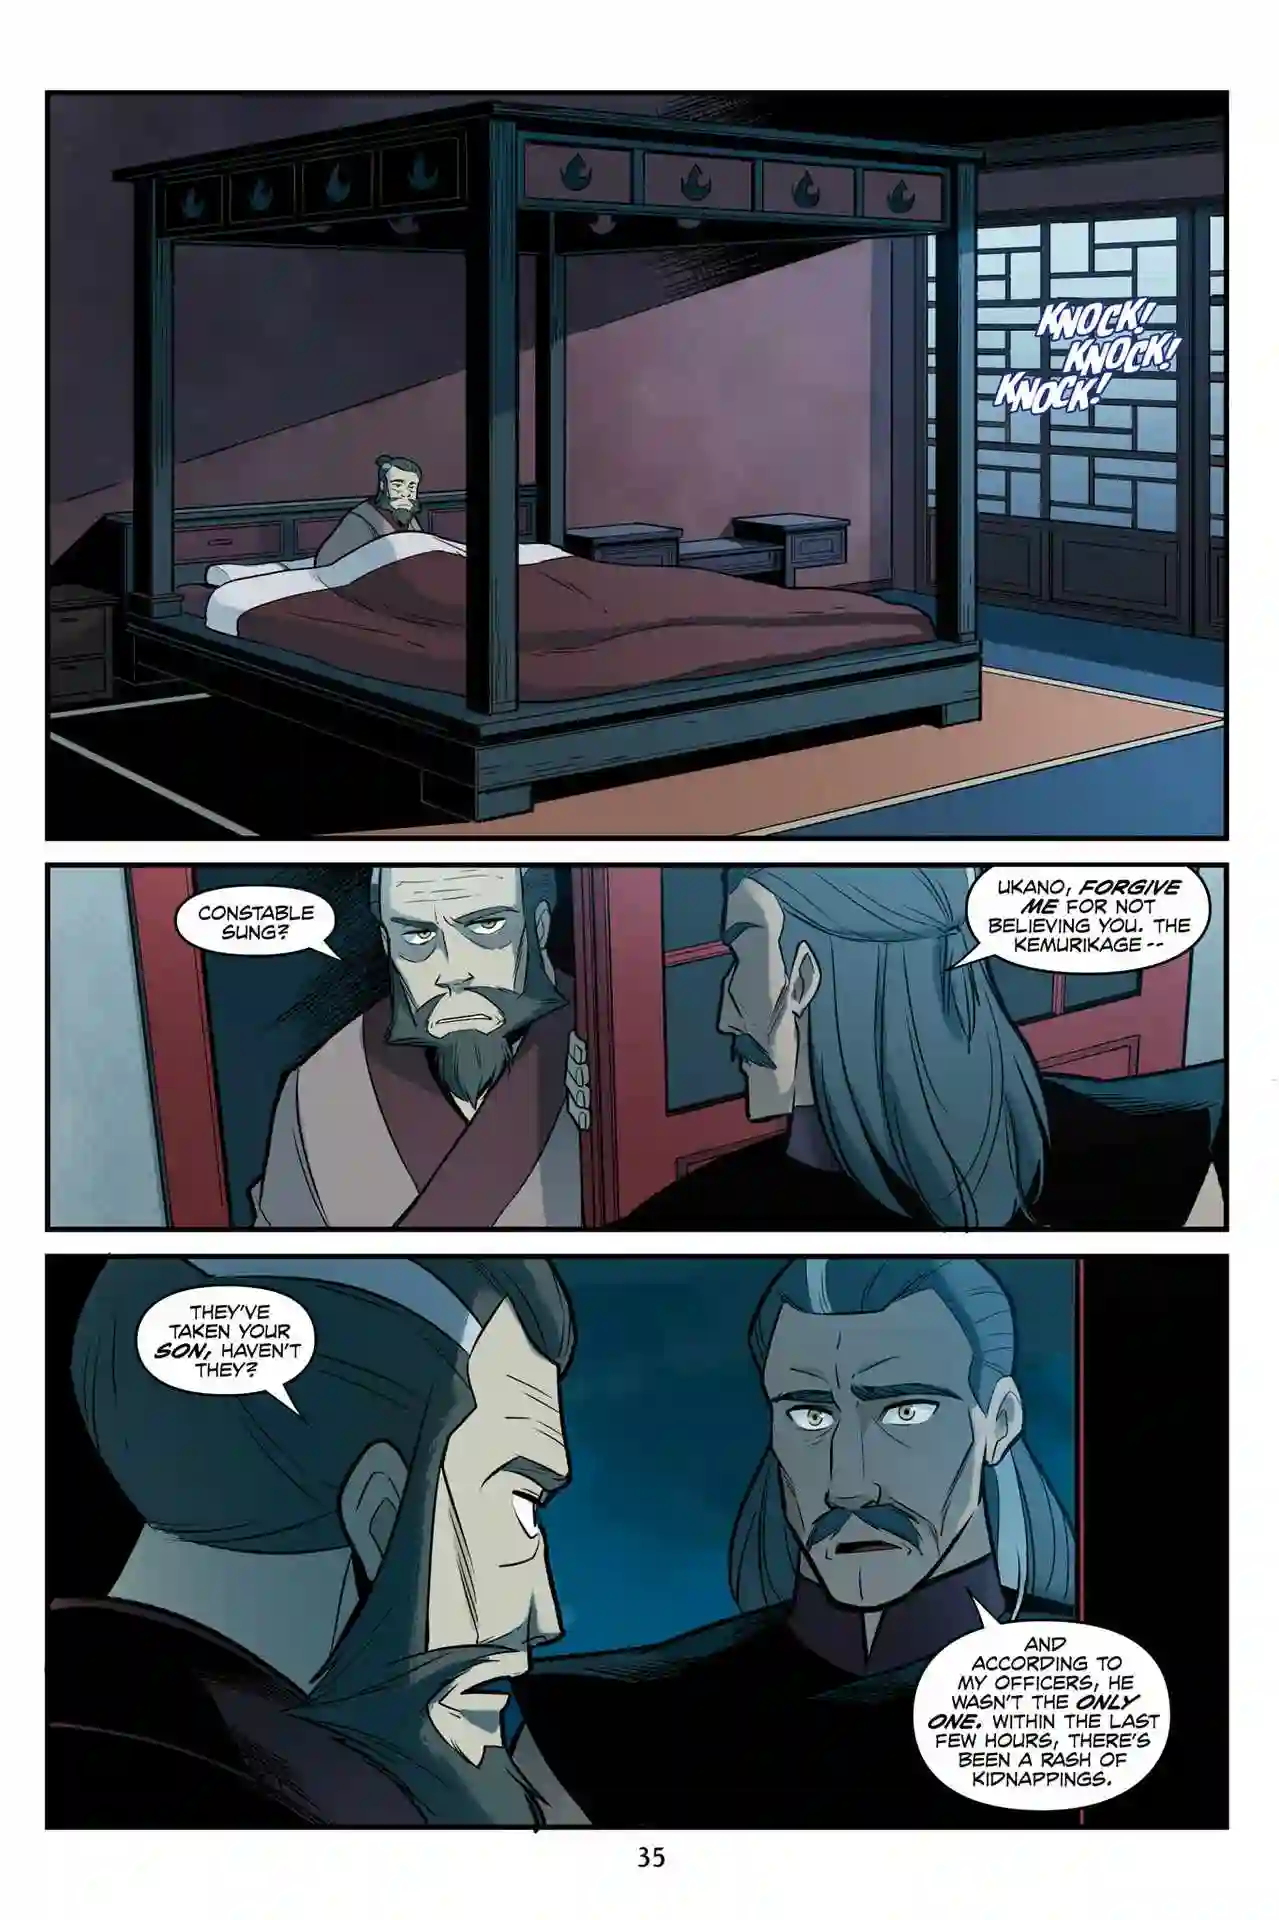 KNOCK!
KNOCK!
KNOCK!
CONSTABLE
SUNG?
UKANO, FORGIVE
ME FOR NOT
BELIEVING YOU. THE
KEMURIKAGE --
THEY'VE
TAKEN YOUR
SON, HAVEN'T
THEY?
AND
ACCORDING TO
MY OFFICERS, HE
WASN'T THE ONLY
ONE. WITHIN THE LAST
FEW HOURS, THERE'S
BEEN A RASH OF
KIDNAPPINGS.
35